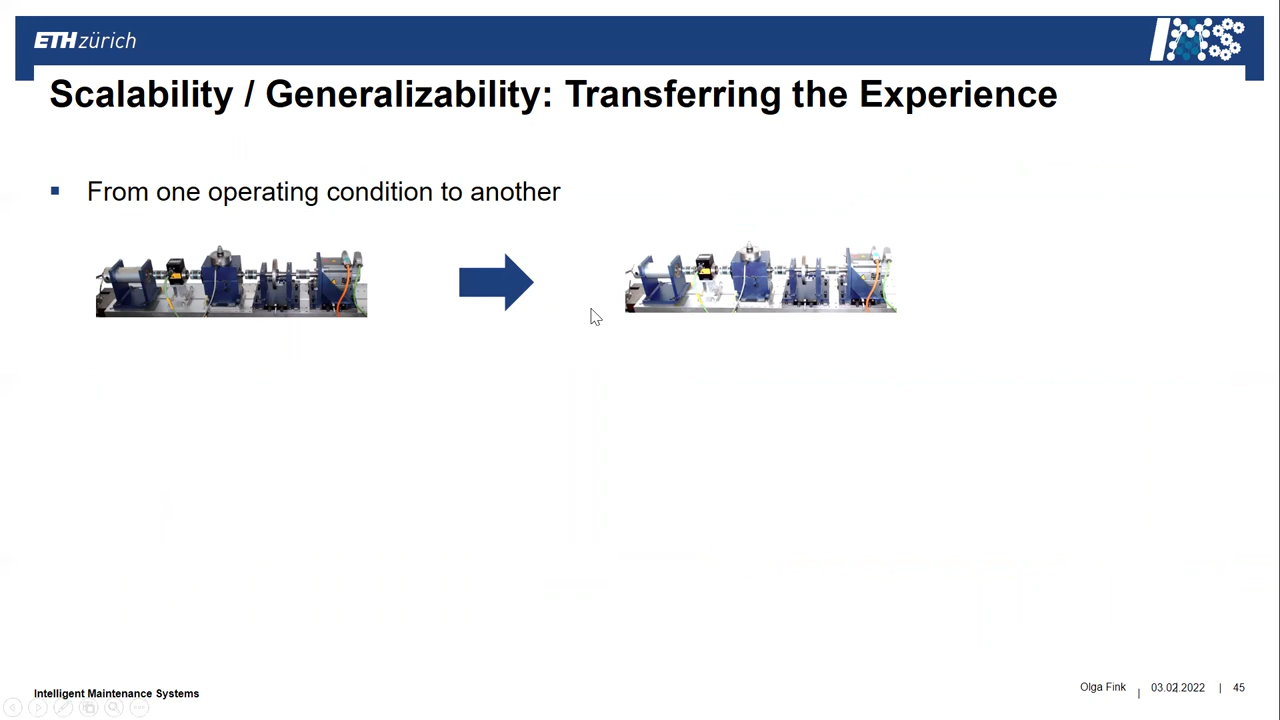 ETH zürich
IMS
Scalability / Generalizability: Transferring the Experience
From one operating condition to another
Intelligent Maintenance Systems
Olga Fink | 03.02.2022 | 45